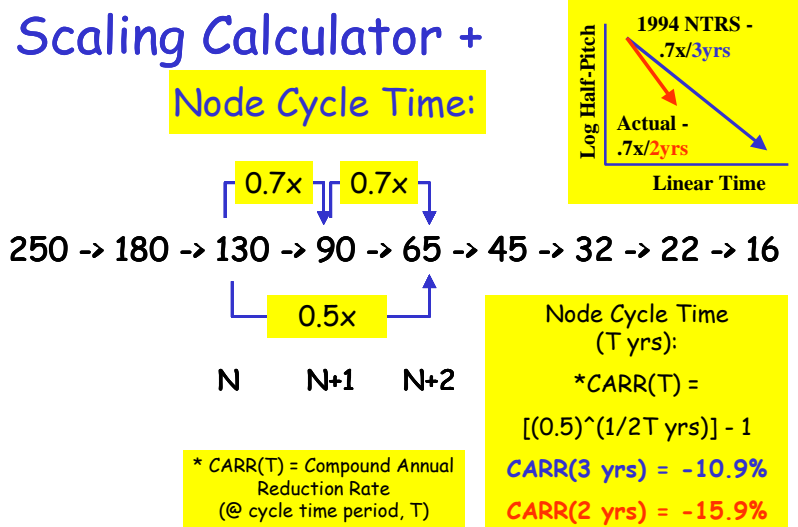 Scaling Calculator +
Node Cycle Time:
Log Half-Pitch
1994 NTRS -
.7x/3yrs
Actual -
.7x/2yrs
Linear Time
0.7x 0.7x
250 -> 180 -> 130 -> 90 -> 65 -> 45 -> 32 -> 22 -> 16
0.5x
N N+1 N+2
Node Cycle Time
(T yrs):
*CARR(T) =
[(0.5)^(1/2T yrs)] - 1
CARR(3 yrs) = -10.9%
CARR(2 yrs) = -15.9%
* CARR(T) = Compound Annual
Reduction Rate
(@ cycle time period, T)